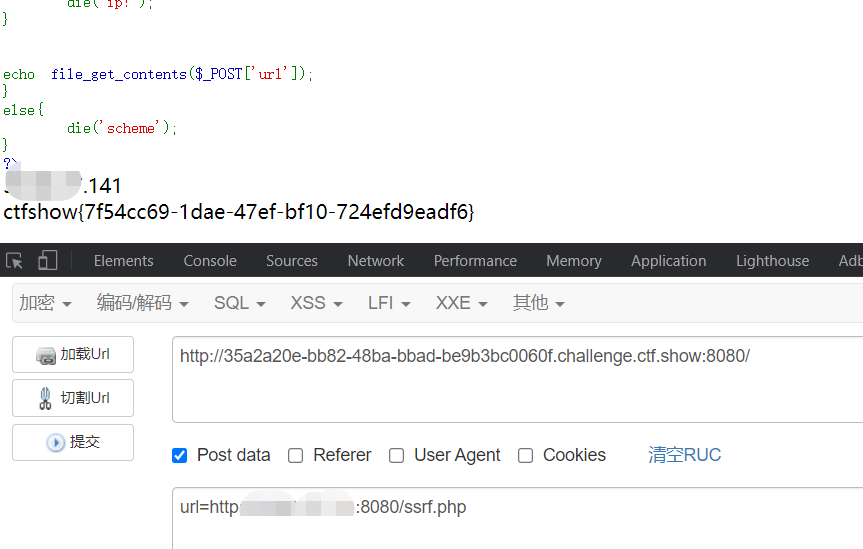 die('ip!');
}
echo file_get_contents($_POST['url']);
}
else{
die('scheme');
}
?>
.141
ctfshow{7f54cc69-1dae-47ef-bf10-724efd9eadf6}
Elements Console Sources Network Performance Memory Application Lighthouse
加密 编码/解码 SQL XSS LFI XXE 其他
加载Url
http://35a2a20e-bb82-48ba-bbad-be9b3bc0060f.challenge.ctf.show:8080/
切割Url
提交
Post data Referer User Agent Cookies 清空RUC
url=http :8080/ssrf.php